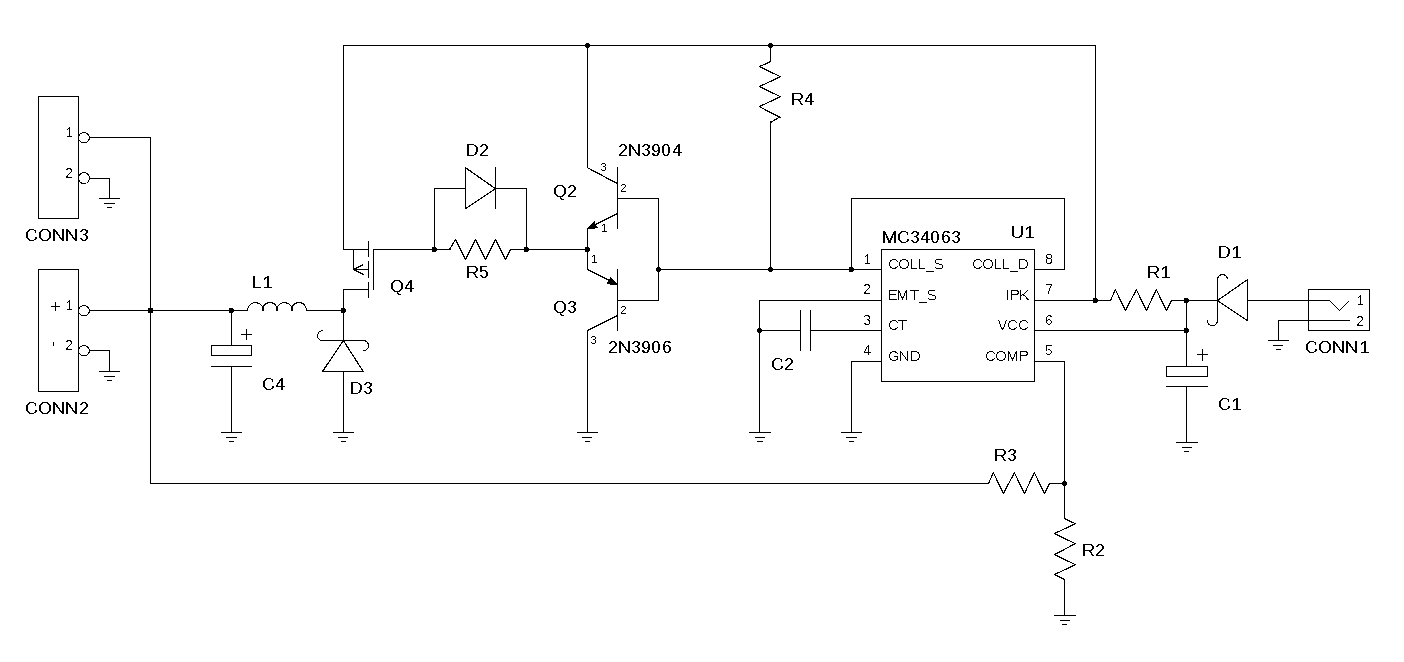 R4
1
2
CONN3
D2
2N3904
3
2
1
Q2
R5
1
Q3
2
3
2N3906
Q4
L1
+ 1
- 2
CONN2
+
C4
D3
MC34063
U1
1
COLL_S
COLL_D
8
2
EMT_S
IPK
7
3
CT
VCC
6
4
GND
COMP
5
C2
R1
D1
1
2
CONN1
+
C1
R3
R2